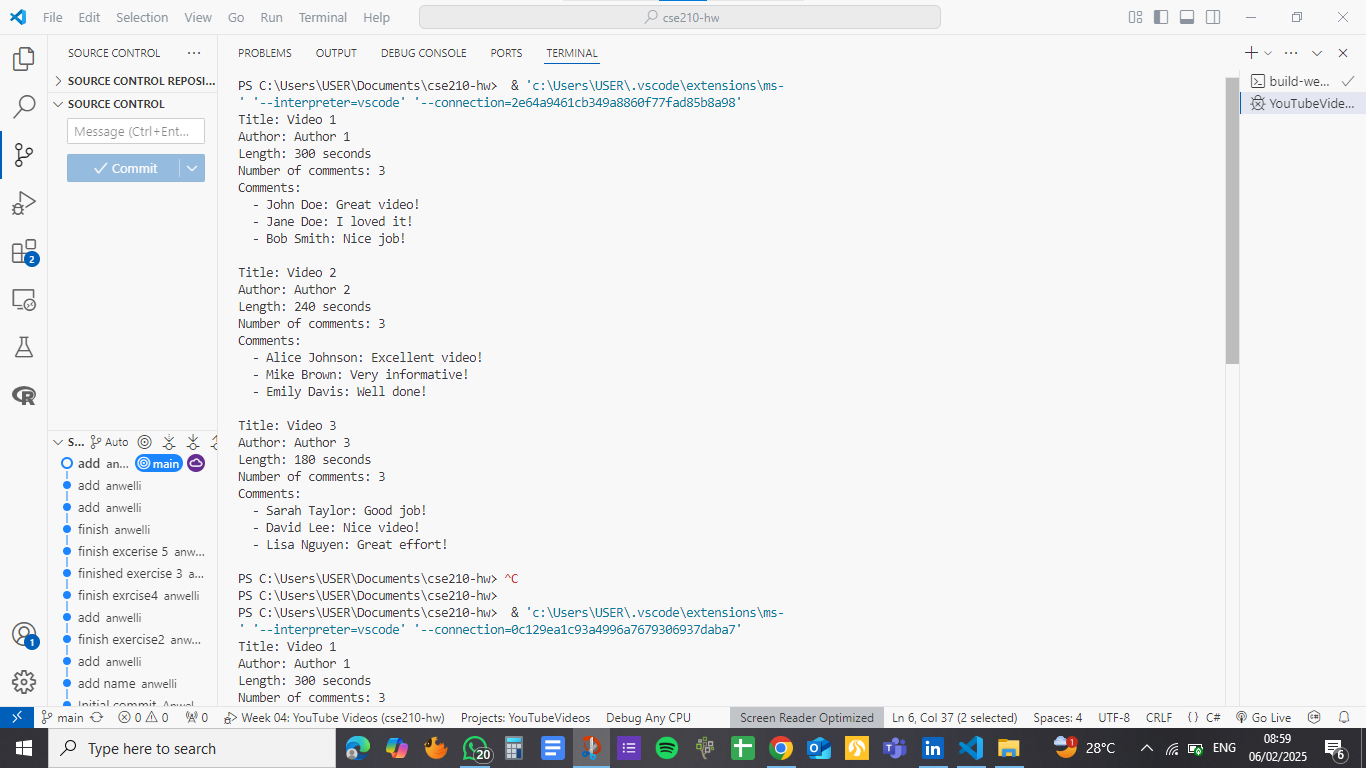 File Edit Selection View Go Run Terminal Help cse210-hw
SOURCE CONTROL ...
PROBLEMS OUTPUT DEBUG CONSOLE PORTS TERMINAL
SOURCE CONTROL REPOSI...
SOURCE CONTROL
Message (Ctrl+Ent...
Commit
2
1
S... Auto
add an... main
add anwelli
add anwelli
finish anwelli
finish excerise 5 anw...
finished exercise 3 a...
finish exrcise4 anwelli
add anwelli
finish exercise2 anw...
add anwelli
add name anwelli
Initial commit Anwel...
PS C:\Users\USER\Documents\cse210-hw>  & 'c:\Users\USER\.vscode\extensions\ms-
' '--interpreter=vscode' '--connection=2e64a9461cb349a8860f77fad85b8a98'
Title: Video 1
Author: Author 1
Length: 300 seconds
Number of comments: 3
Comments:
- John Doe: Great video!
- Jane Doe: I loved it!
- Bob Smith: Nice job!
Title: Video 2
Author: Author 2
Length: 240 seconds
Number of comments: 3
Comments:
- Alice Johnson: Excellent video!
- Mike Brown: Very informative!
- Emily Davis: Well done!
Title: Video 3
Author: Author 3
Length: 180 seconds
Number of comments: 3
Comments:
- Sarah Taylor: Good job!
- David Lee: Nice video!
- Lisa Nguyen: Great effort!
PS C:\Users\USER\Documents\cse210-hw> ^C
PS C:\Users\USER\Documents\cse210-hw>
PS C:\Users\USER\Documents\cse210-hw>  & 'c:\Users\USER\.vscode\extensions\ms-
' '--interpreter=vscode' '--connection=0c129ea1c93a4996a7679306937daba7'
Title: Video 1
Author: Author 1
Length: 300 seconds
Number of comments: 3
build-we...
YouTubeVide...
main 0 0 0 Week 04: YouTube Videos (cse210-hw) Projects: YouTubeVideos Debug Any CPU Screen Reader Optimized Ln 6, Col 37 (2 selected) Spaces: 4 UTF-8 CRLF { } C# Go Live
Type here to search 20 1 28°C ENG 08:59
06/02/2025 6